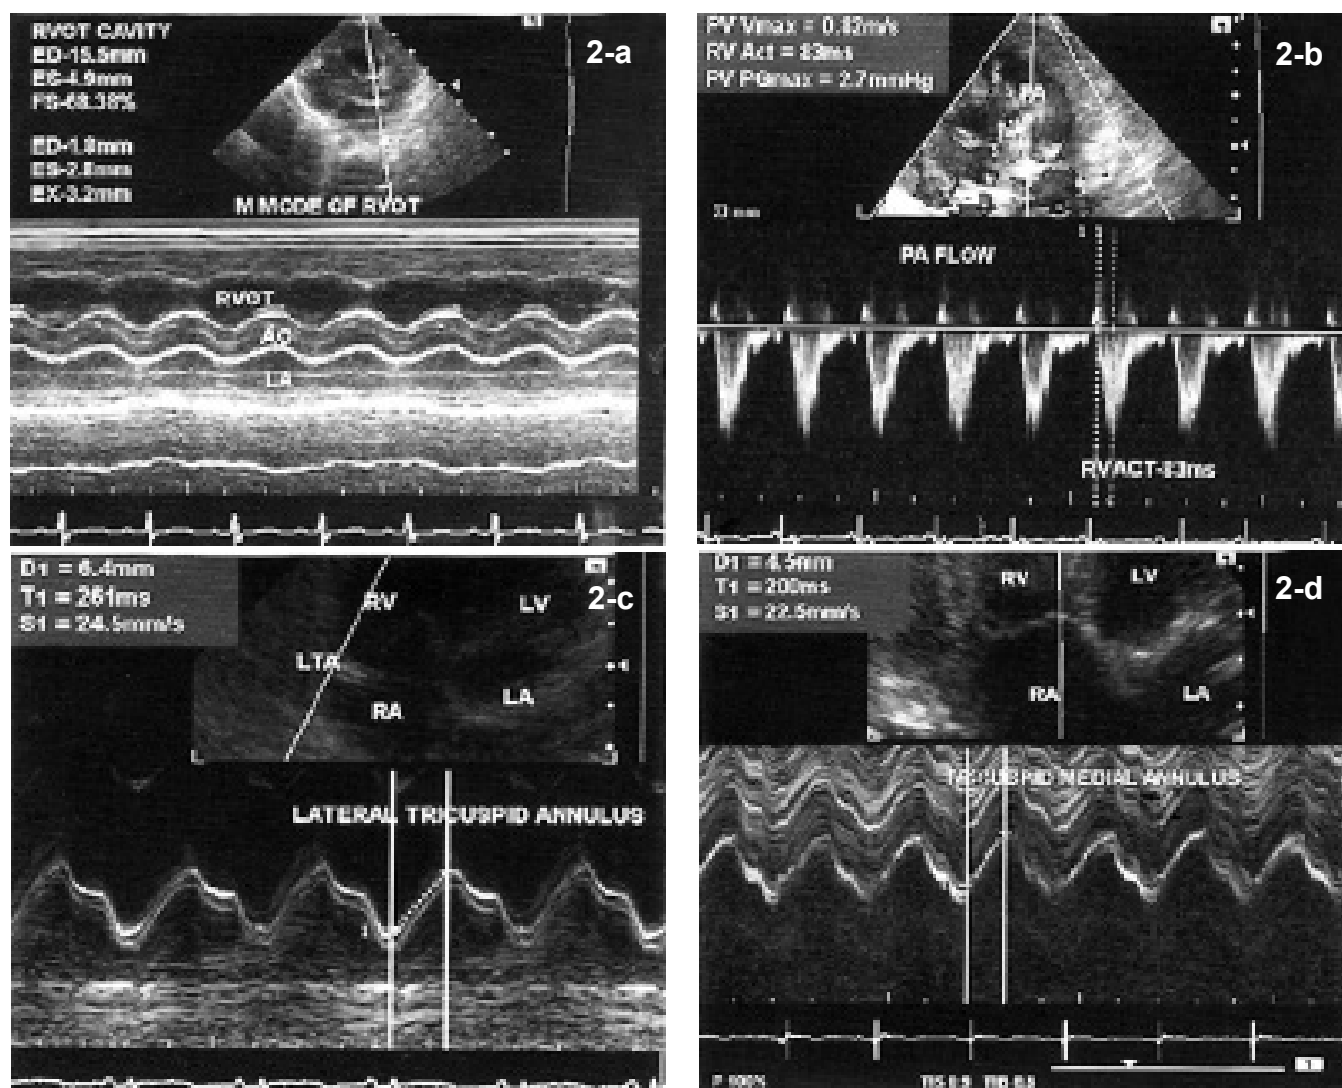 RVOT CAVITY
ED-15.5mm
ES-4.9mm
FS-68.38%
ED-1.8mm
ES-2.8mm
EX-3.2mm
2-a
M MODE OF RVOT
RVOT
AO
LA
PV Vmax = 0.82m/s
RV Act = 83ms
PV PGmax = 2.7mmHg
2-b
PA
PA FLOW
RVACT-83ms
D1 = 6.4mm
T1 = 261ms
S1 = 24.5mm/s
2-c
RV
LV
LTA
RA
LA
LATERAL TRICUSPID ANNULUS
D1 = 4.5mm
T1 = 200ms
S1 = 22.5mm/s
2-d
RV
LV
RA
LA
TRICUSPID MEDIAL ANNULUS